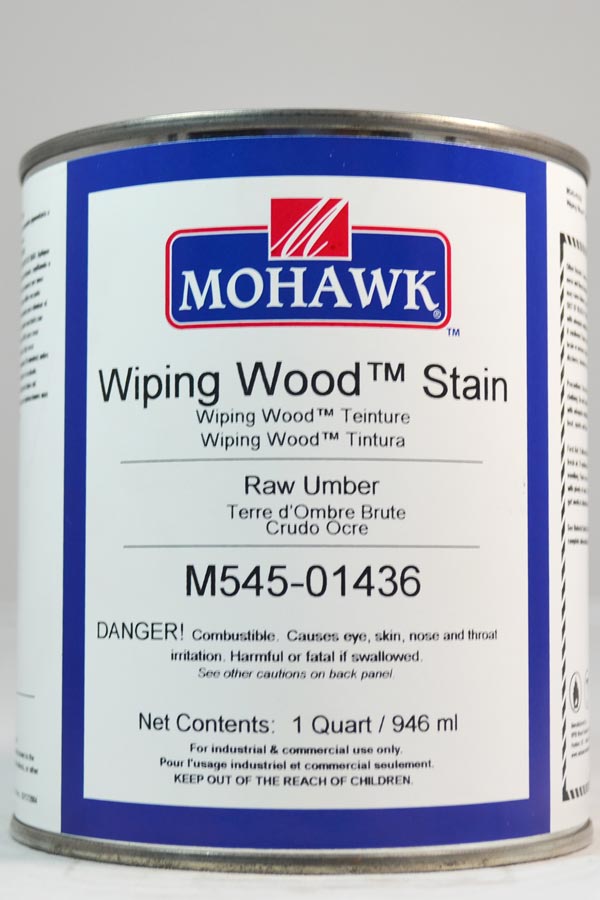 MOHAWK®
™
Wiping Wood™ Stain
Wiping Wood™ Teinture
Wiping Wood™ Tintura
Raw Umber
Terre d'Ombre Brute
Crudo Ocre
M545-01436
DANGER! Combustible. Causes eye, skin, nose and throat
irritation. Harmful or fatal if swallowed.
See other cautions on back panel.
Net Contents: 1 Quart / 946 ml
For industrial & commercial use only.
Pour l'usage industriel et commercial seulement.
KEEP OUT OF THE REACH OF CHILDREN.